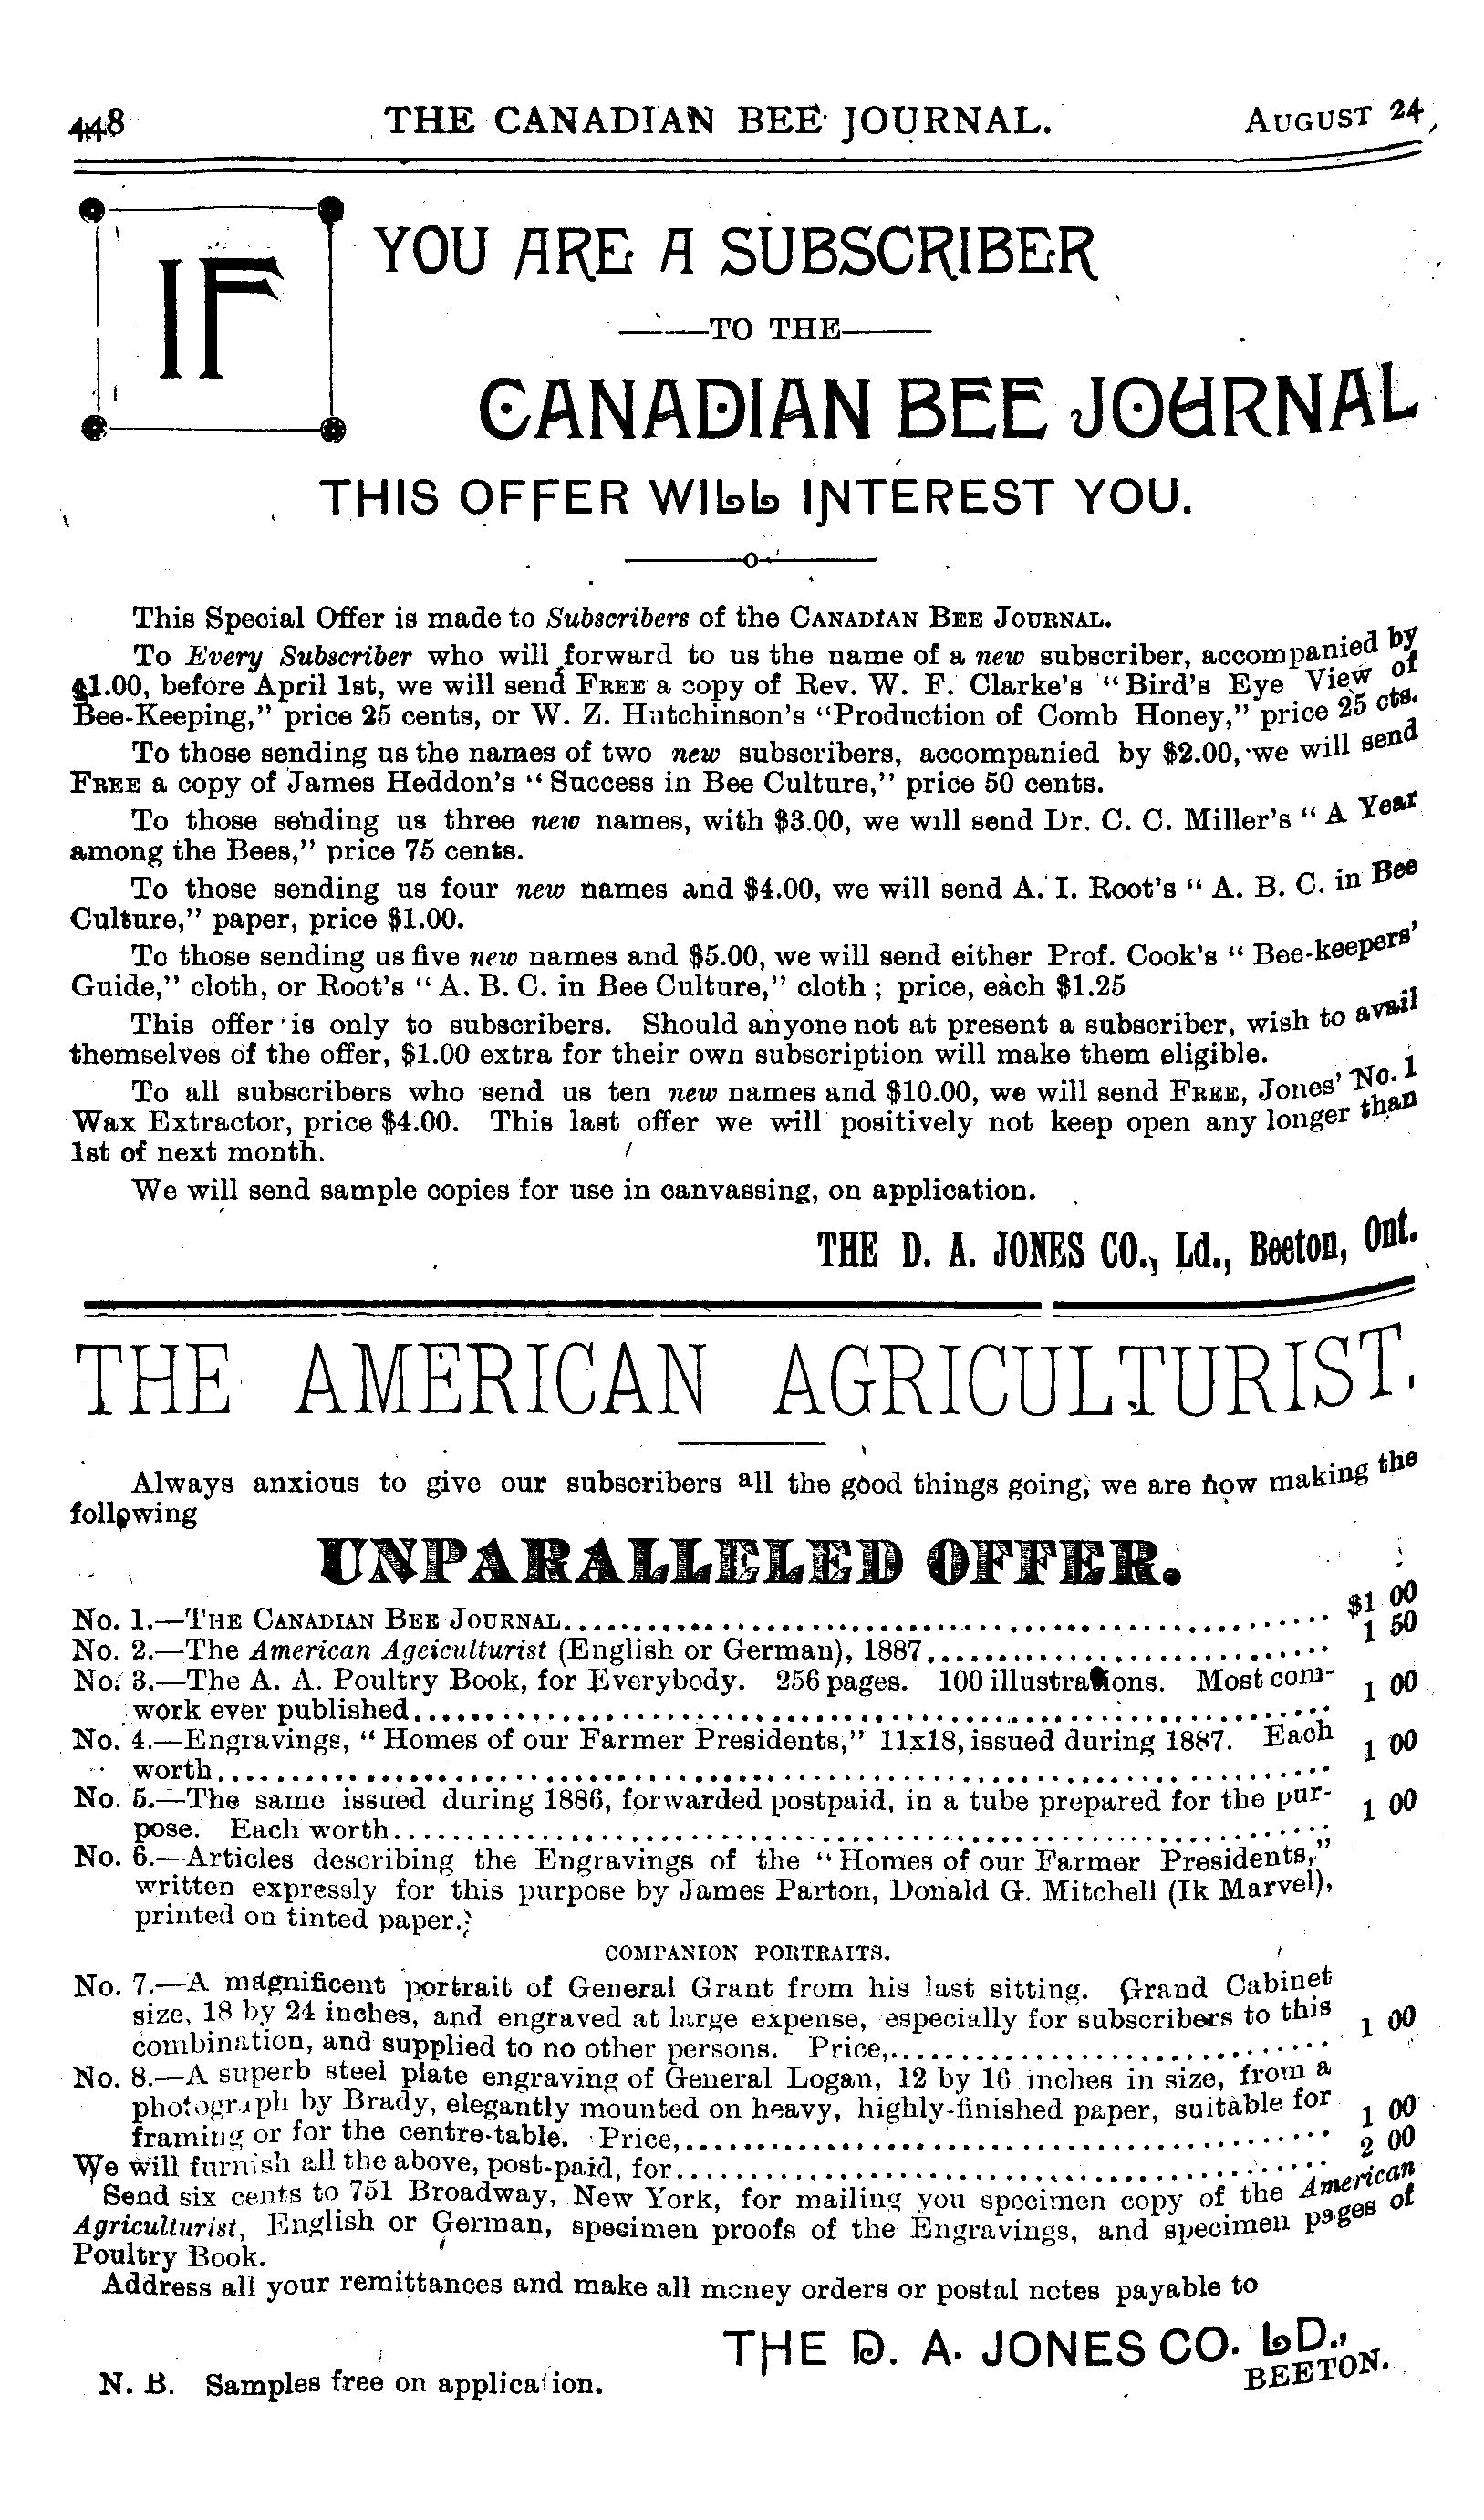 448 THE CANADIAN BEE JOURNAL. AUGUST 24,
IF YOU ARE A SUBSCRIBER
TO THE
CANADIAN BEE JOURNAL
THIS OFFER WILL INTEREST YOU.
This Special Offer is made to Subscribers of the CANADIAN BEE JOURNAL.
To Every Subscriber who will forward to us the name of a new subscriber, accompanied by
$1.00, before April 1st, we will send FREE a copy of Rev. W. F. Clarke's "Bird's Eye View of
Bee-Keeping," price 25 cents, or W. Z. Hutchinson's "Production of Comb Honey," price 25 cts.
To those sending us the names of two new subscribers, accompanied by $2.00, we will send
FREE a copy of James Heddon's "Success in Bee Culture," price 50 cents.
To those sending us three new names, with $3.00, we will send Dr. C. C. Miller's "A Year
among the Bees," price 75 cents.
To those sending us four new names and $4.00, we will send A. I. Root's "A. B. C. in Bee
Culture," paper, price $1.00.
To those sending us five new names and $5.00, we will send either Prof. Cook's "Bee-keepers'
Guide," cloth, or Root's "A. B. C. in Bee Culture," cloth; price, each $1.25
This offer is only to subscribers. Should anyone not at present a subscriber, wish to avail
themselves of the offer, $1.00 extra for their own subscription will make them eligible.
To all subscribers who send us ten new names and $10.00, we will send FREE, Jones' No. 1
Wax Extractor, price $4.00. This last offer we will positively not keep open any longer than
1st of next month.
We will send sample copies for use in canvassing, on application.
THE D. A. JONES CO., Ld., Beeton, Ont.
THE AMERICAN AGRICULTURIST.
Always anxious to give our subscribers all the good things going, we are now making the
following
UNPARALLELED OFFER.
No. 1.—THE CANADIAN BEE JOURNAL........ $1 00
No. 2.—The American Ageiculturist (English or German), 1887........ 1 50
No. 3.—The A. A. Poultry Book, for Everybody. 256 pages. 100 illustrations. Most com-
work ever published........ 1 00
No. 4.—Engravings, "Homes of our Farmer Presidents," 11x18, issued during 1887. Each
worth........ 1 00
No. 5.—The same issued during 1886, forwarded postpaid, in a tube prepared for the pur-
pose. Each worth........ 1 00
No. 6.—Articles describing the Engravings of the "Homes of our Farmer Presidents,"
written expressly for this purpose by James Parton, Donald G. Mitchell (Ik Marvel),
printed on tinted paper.
COMPANION PORTRAITS.
No. 7.—A magnificent portrait of General Grant from his last sitting. Grand Cabinet
size, 18 by 24 inches, and engraved at large expense, especially for subscribers to this
combination, and supplied to no other persons. Price,........ 1 00
No. 8.—A superb steel plate engraving of General Logan, 12 by 16 inches in size, from a
photograph by Brady, elegantly mounted on heavy, highly-finished paper, suitable for
framing or for the centre-table. Price,........ 1 00
We will furnish all the above, post-paid, for........ 2 00
Send six cents to 751 Broadway, New York, for mailing you specimen copy of the American
Agriculturist, English or German, specimen proofs of the Engravings, and specimen pages of
Poultry Book.
Address all your remittances and make all money orders or postal notes payable to
THE D. A. JONES CO. LD.,
BEETON.
N. B. Samples free on application.